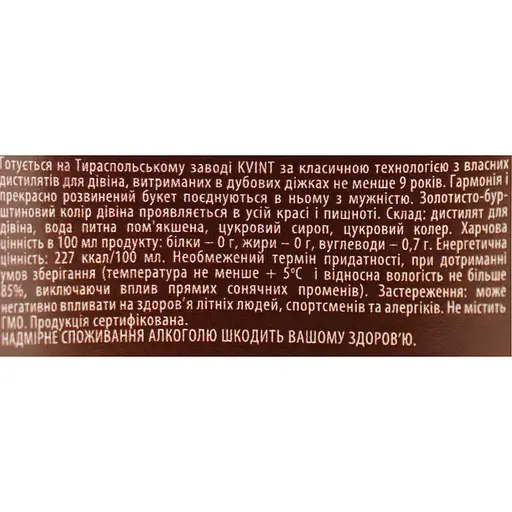 Готується на Тираспольському заводі KVINT за класичною технологією з власних
дистилятів для дівіна, витриманих в дубових діжках не менше 9 років. Гармонія і
прекрасно розвинений букет поєднуються в ньому з мужністю. Золотисто-бур-
штиновий колір дівіна проявляється в усій красі і пишноті. Склад: дистилят для
дівіна, вода питна пом'якшена, цукровий сироп, цукровий колер. Харчова
цінність в 100 мл продукту: білки – 0 г, жири – 0 г, вуглеводи – 0,7 г. Енергетична
цінність: 227 ккал/100 мл. Необмежений термін придатності, при дотриманні
умов зберігання (температура не менше + 5°C і відносна вологість не більше
85%, виключаючи вплив прямих сонячних променів). Застереження: може
негативно впливати на здоров'я літніх людей, спортсменів та алергіків. Не містить
ГМО. Продукція сертифікована.
НАДМІРНЕ СПОЖИВАННЯ АЛКОГОЛЮ ШКОДИТЬ ВАШОМУ ЗДОРОВ'Ю.